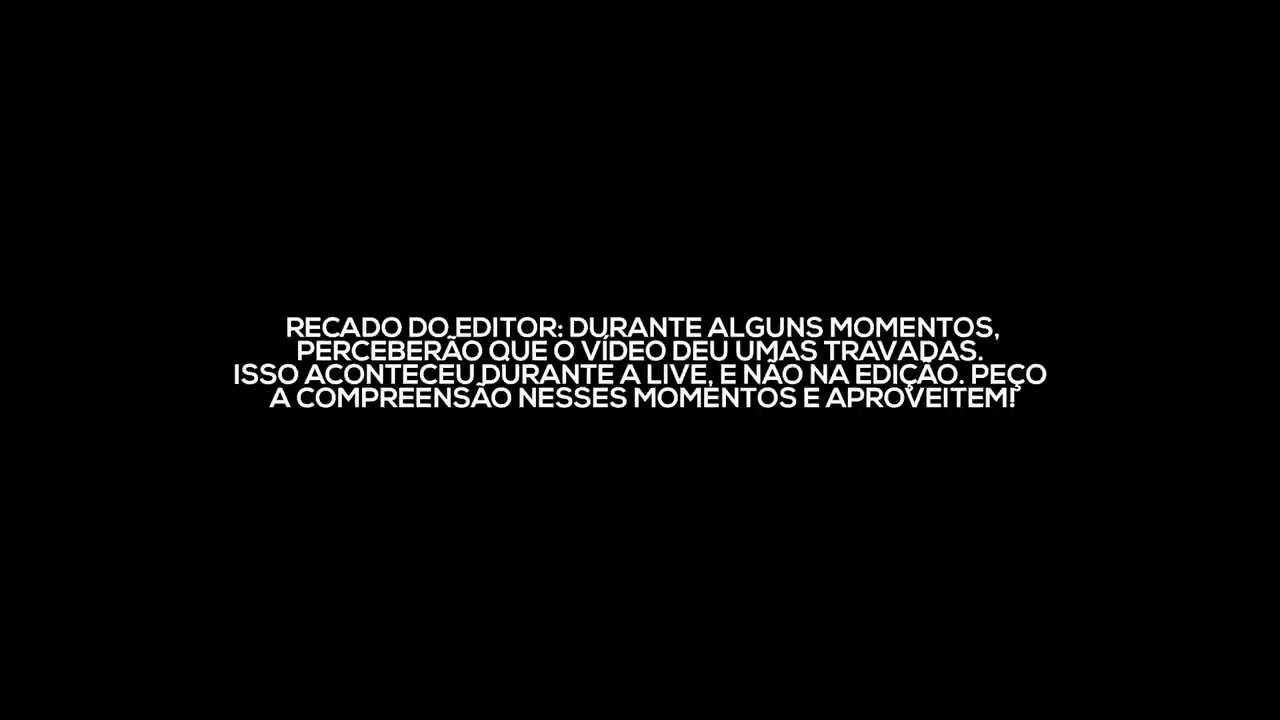 RECADO DO EDITOR: DURANTE ALGUNS MOMENTOS,
PERCEBERÃO QUE O VÍDEO DEU UMAS TRAVADAS.
ISSO ACONTECEU DURANTE A LIVE, E NÃO NA EDIÇÃO. PEÇO
A COMPREENSÃO NESSES MOMENTOS E APROVEITEM!